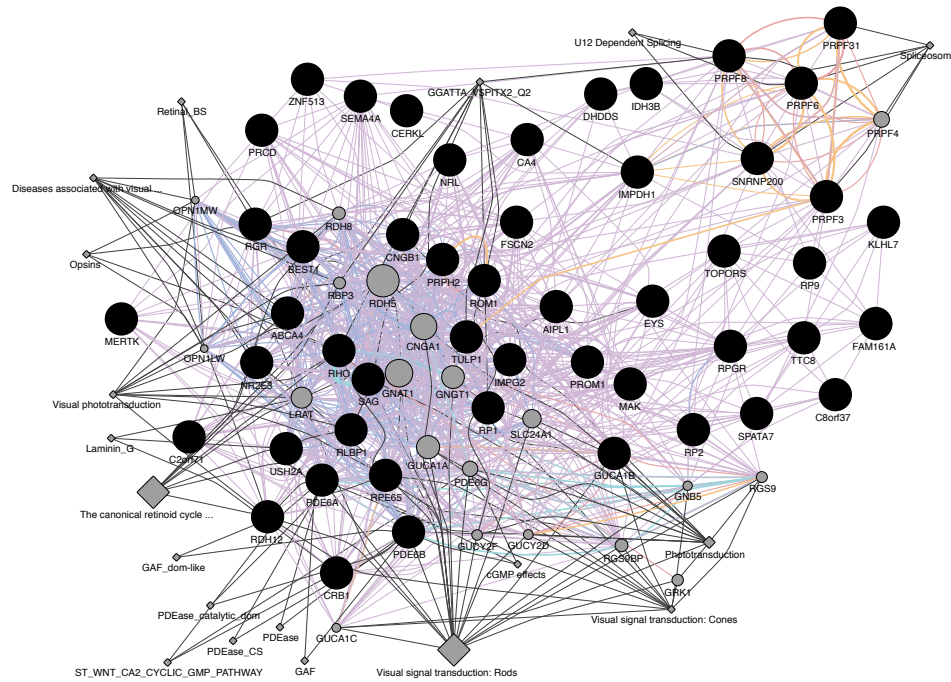 U12 Dependent Splicing
PRPF31
Spliceosom
PRPF8
GGATTA_VSPITX2_Q2
PRPF6
ZNF513
IDH3B
DHDDS
SEMA4A
Retinal_BS
CERKL
PRPF4
PRCD
CA4
NRL
SNRNP200
Diseases associated with visual ...
IMPDH1
OPN1MW
PRPF3
RDH8
FSCN2
KLHL7
RGR
CNGB1
Opsins
BEST1
PRPH2
TOPORS
RP9
RBP3
RDH5
ROM1
MERTK
ABCA4
AIPL1
EYS
CNGA1
OPN1LW
TULP1
RPGR
TTC8
FAM161A
RHO
NR2E3
SAG
GNAT1
GNGT1
IMPG2
PROM1
MAK
Visual phototransduction
C8orf37
LRAT
RP1
SLC24A1
SPATA7
Laminin_G
RLBP1
RP2
C2orf71
USH2A
GUCA1A
GUCA1B
PDE6G
PDE6A
RPE65
GNB5
RGS9
The canonical retinoid cycle ...
RDH12
PDE6B
GUCY2F
GUCY2D
RGS9BP
Phototransduction
GAF_dom-like
cGMP effects
GRK1
CRB1
PDEase_catalytic_dom
Visual signal transduction: Cones
PDEase
GUCA1C
PDEase_CS
ST_WNT_CA2_CYCLIC_GMP_PATHWAY
GAF
Visual signal transduction: Rods